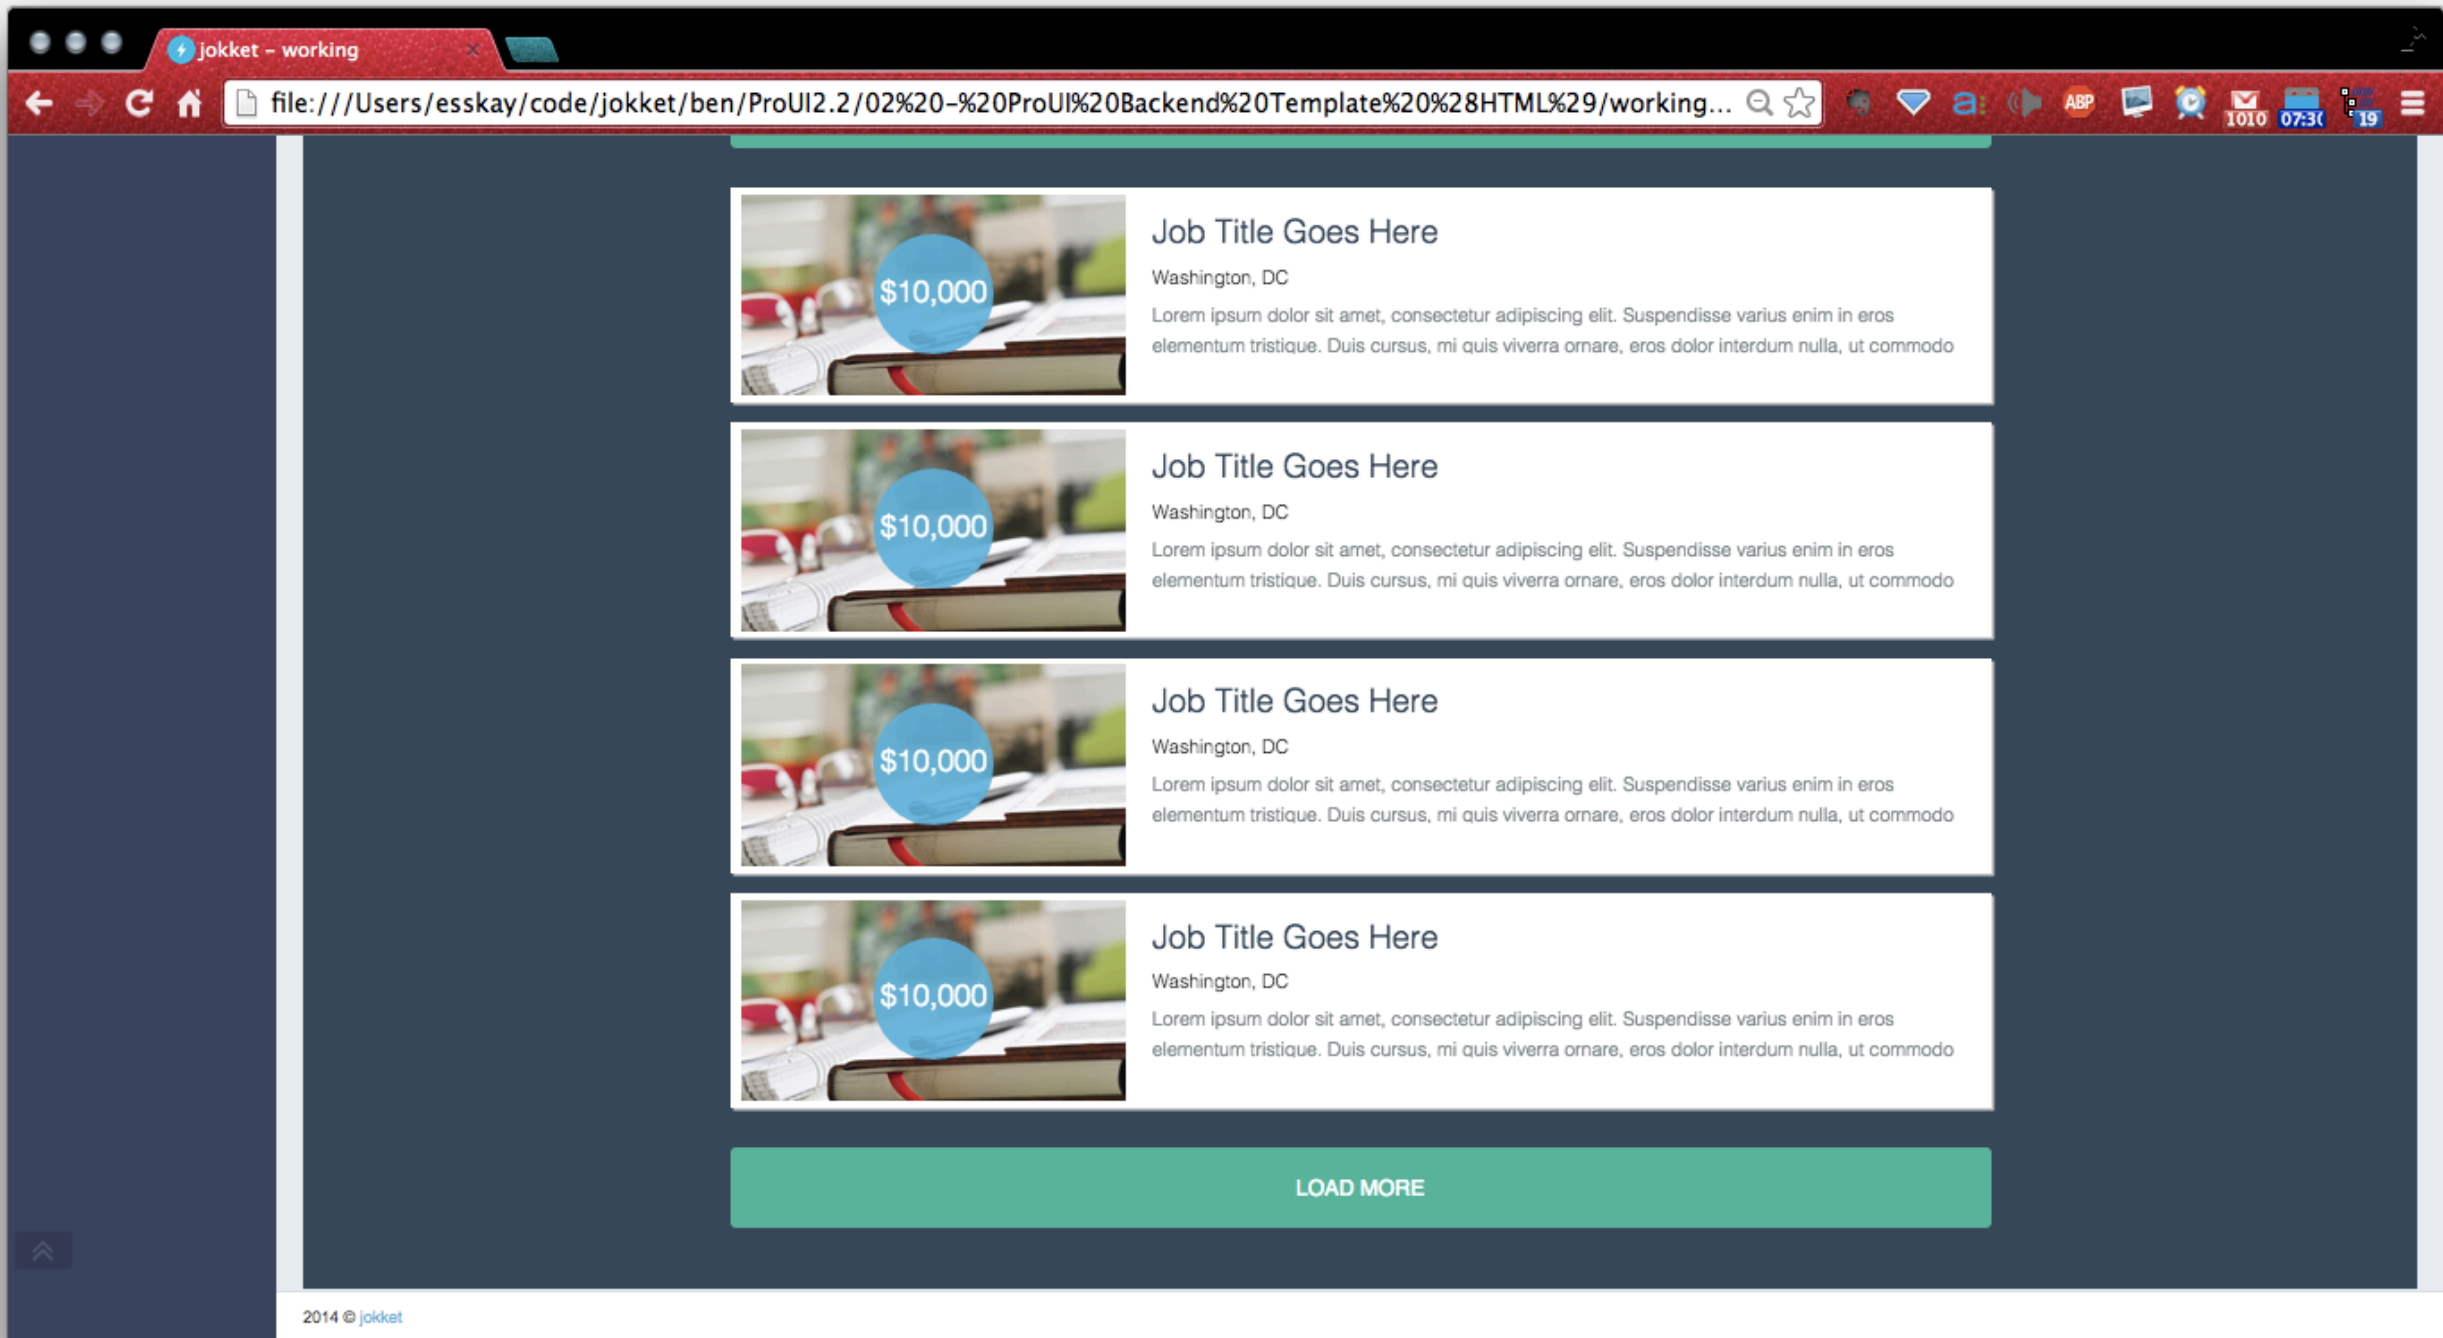 jokket – working
file:///Users/esskay/code/jokket/ben/ProUI2.2/02%20-%20ProUI%20Backend%20Template%20%28HTML%29/working...
a:
ABP
1010
07:3(
19
$10,000
Job Title Goes Here
Washington, DC
Lorem ipsum dolor sit amet, consectetur adipiscing elit. Suspendisse varius enim in eros
elementum tristique. Duis cursus, mi quis viverra ornare, eros dolor interdum nulla, ut commodo
$10,000
Job Title Goes Here
Washington, DC
Lorem ipsum dolor sit amet, consectetur adipiscing elit. Suspendisse varius enim in eros
elementum tristique. Duis cursus, mi quis viverra ornare, eros dolor interdum nulla, ut commodo
$10,000
Job Title Goes Here
Washington, DC
Lorem ipsum dolor sit amet, consectetur adipiscing elit. Suspendisse varius enim in eros
elementum tristique. Duis cursus, mi quis viverra ornare, eros dolor interdum nulla, ut commodo
$10,000
Job Title Goes Here
Washington, DC
Lorem ipsum dolor sit amet, consectetur adipiscing elit. Suspendisse varius enim in eros
elementum tristique. Duis cursus, mi quis viverra ornare, eros dolor interdum nulla, ut commodo
LOAD MORE
2014 © jokket